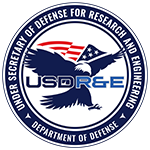 UNDER SECRETARY OF DEFENSE FOR RESEARCH AND ENGINEERING
USDR&E
DEPARTMENT OF DEFENSE